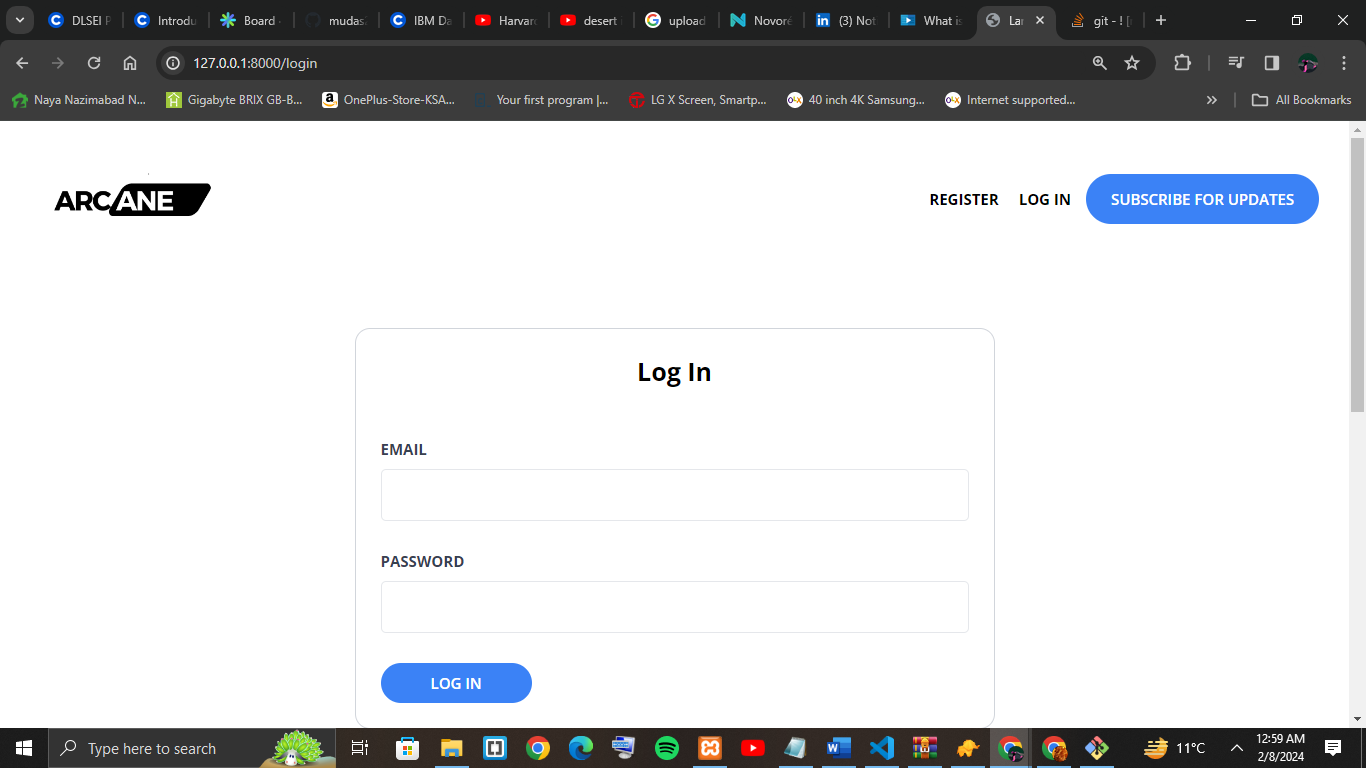 DLSEI P
Introdu
Board -
mudas
IBM Da
Harvar
desert i
upload
Novoré
(3) Not
What is
Lar
git - ! [r
127.0.0.1:8000/login
Naya Nazimabad N...
Gigabyte BRIX GB-B...
OnePlus-Store-KSA...
Your first program |...
LG X Screen, Smartp...
40 inch 4K Samsung...
Internet supported...
All Bookmarks
ARCANE
REGISTER
LOG IN
SUBSCRIBE FOR UPDATES
Log In
EMAIL
PASSWORD
LOG IN
Type here to search
11°C
12:59 AM
2/8/2024